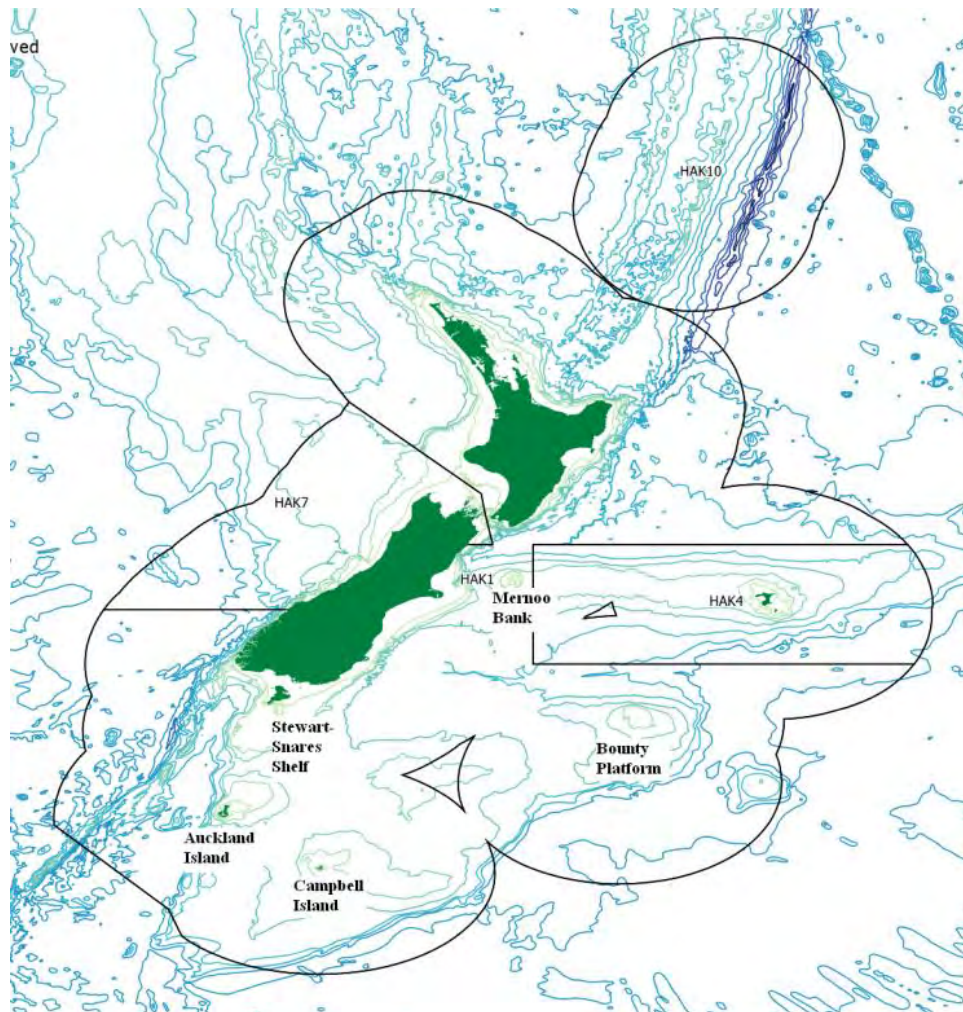 ved
HAK10
HAK7
HAK1
Mernoo
Bank
HAK4
Stewart-
Snares
Shelf
Bounty
Platform
Auckland
Island
Campbell
Island